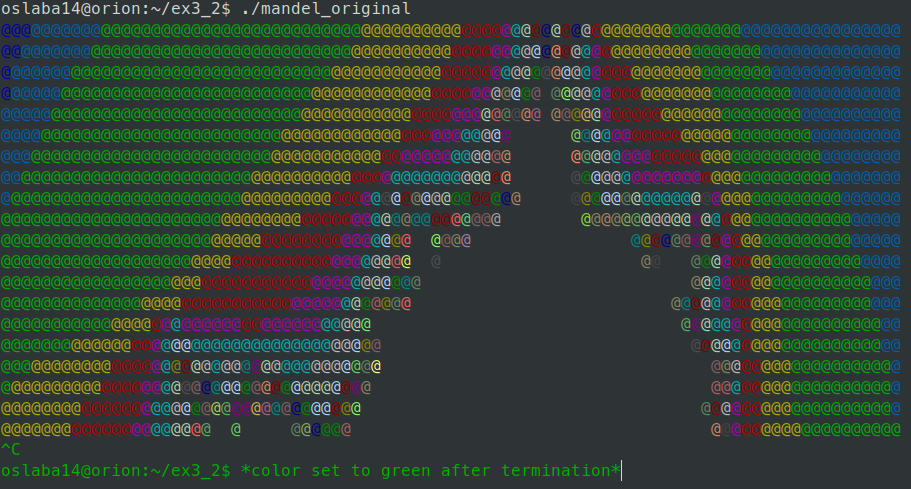 oslaba14@orion:~/ex3_2$ ./mandel_original
^C
oslaba14@orion:~/ex3_2$ *color set to green after termination*